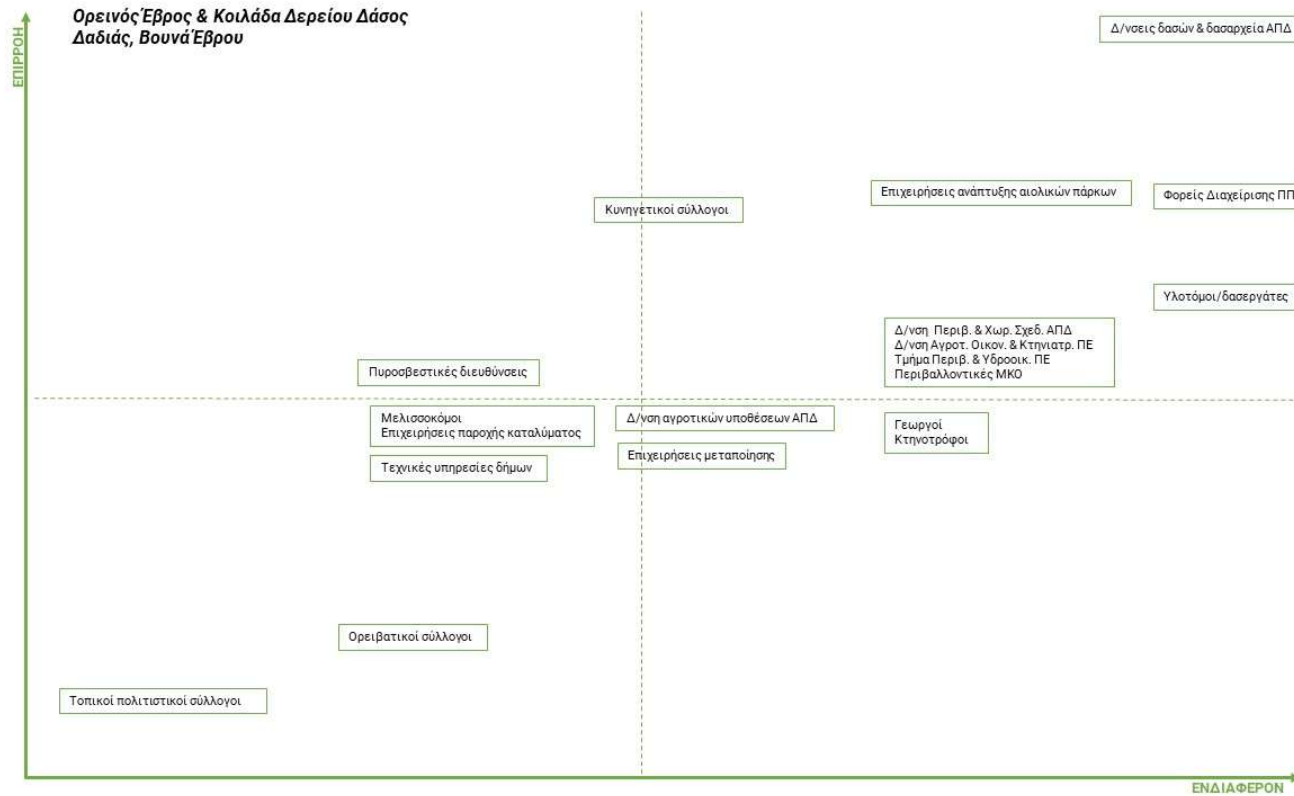 Ορεινός Έβρος & Κοιλάδα Δερείου Δάσος
Δαδιάς, Βουνά Έβρου
ΕΠΙΡΡΟΗ
Δ/νσεις δασών & δασαρχεία ΑΠΔ
Επιχειρήσεις ανάπτυξης αιολικών πάρκων
Φορείς Διαχείρισης ΠΠ
Κυνηγετικοί σύλλογοι
Υλοτόμοι/δασεργάτες
Δ/νση Περιβ. & Χωρ. Σχεδ. ΑΠΔ
Δ/νση Αγροτ. Οικον. & Κτηνιατρ. ΠΕ
Τμήμα Περιβ. & Υδροοικ. ΠΕ
Περιβαλλοντικές ΜΚΟ
Πυροσβεστικές διευθύνσεις
Μελισσοκόμοι
Επιχειρήσεις παροχής καταλύματος
Δ/νση αγροτικών υποθέσεων ΑΠΔ
Γεωργοί
Κτηνοτρόφοι
Επιχειρήσεις μεταποίησης
Τεχνικές υπηρεσίες δήμων
Ορειβατικοί σύλλογοι
Τοπικοί πολιτιστικοί σύλλογοι
ΕΝΔΙΑΦΕΡΟΝ